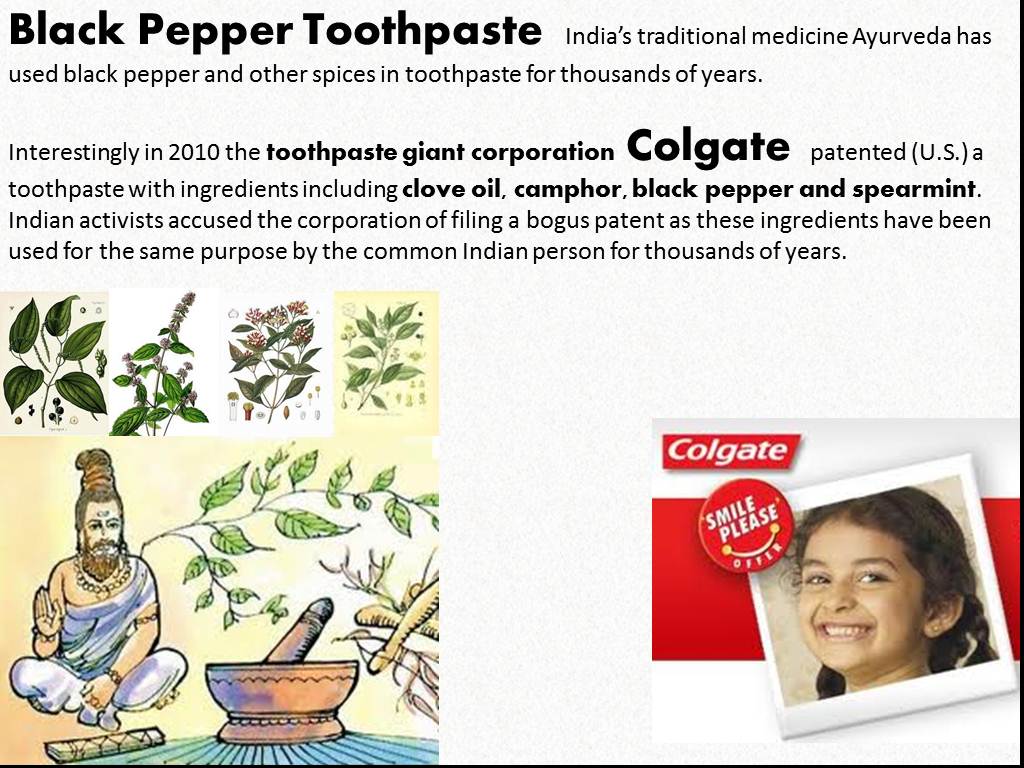 Black Pepper Toothpaste India’s traditional medicine Ayurveda has
used black pepper and other spices in toothpaste for thousands of years.
Interestingly in 2010 the toothpaste giant corporation Colgate patented (U.S.) a
toothpaste with ingredients including clove oil, camphor, black pepper and spearmint.
Indian activists accused the corporation of filing a bogus patent as these ingredients have been
used for the same purpose by the common Indian person for thousands of years.
Colgate
SMILE
PLEASE
OFFER